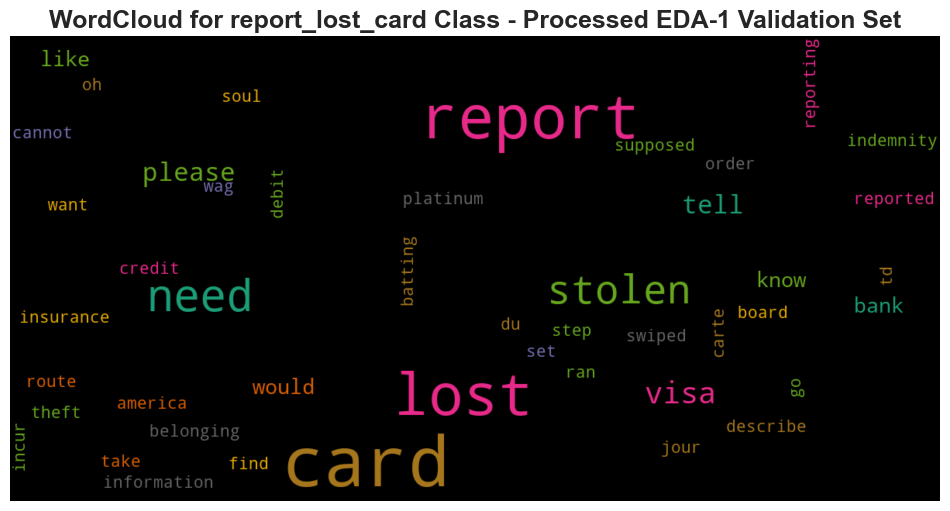 WordCloud for report_lost_card Class - Processed EDA-1 Validation Set
like
oh
soul
cannot
report
reporting
supposed
indemnity
order
please
wag
debit
want
platinum
tell
reported
credit
need
batting
stolen
know
td
insurance
du
step
set
swiped
carte
board
bank
ran
route
would
lost
visa
go
theft
america
belonging
describe
incur
card
jour
take
find
information